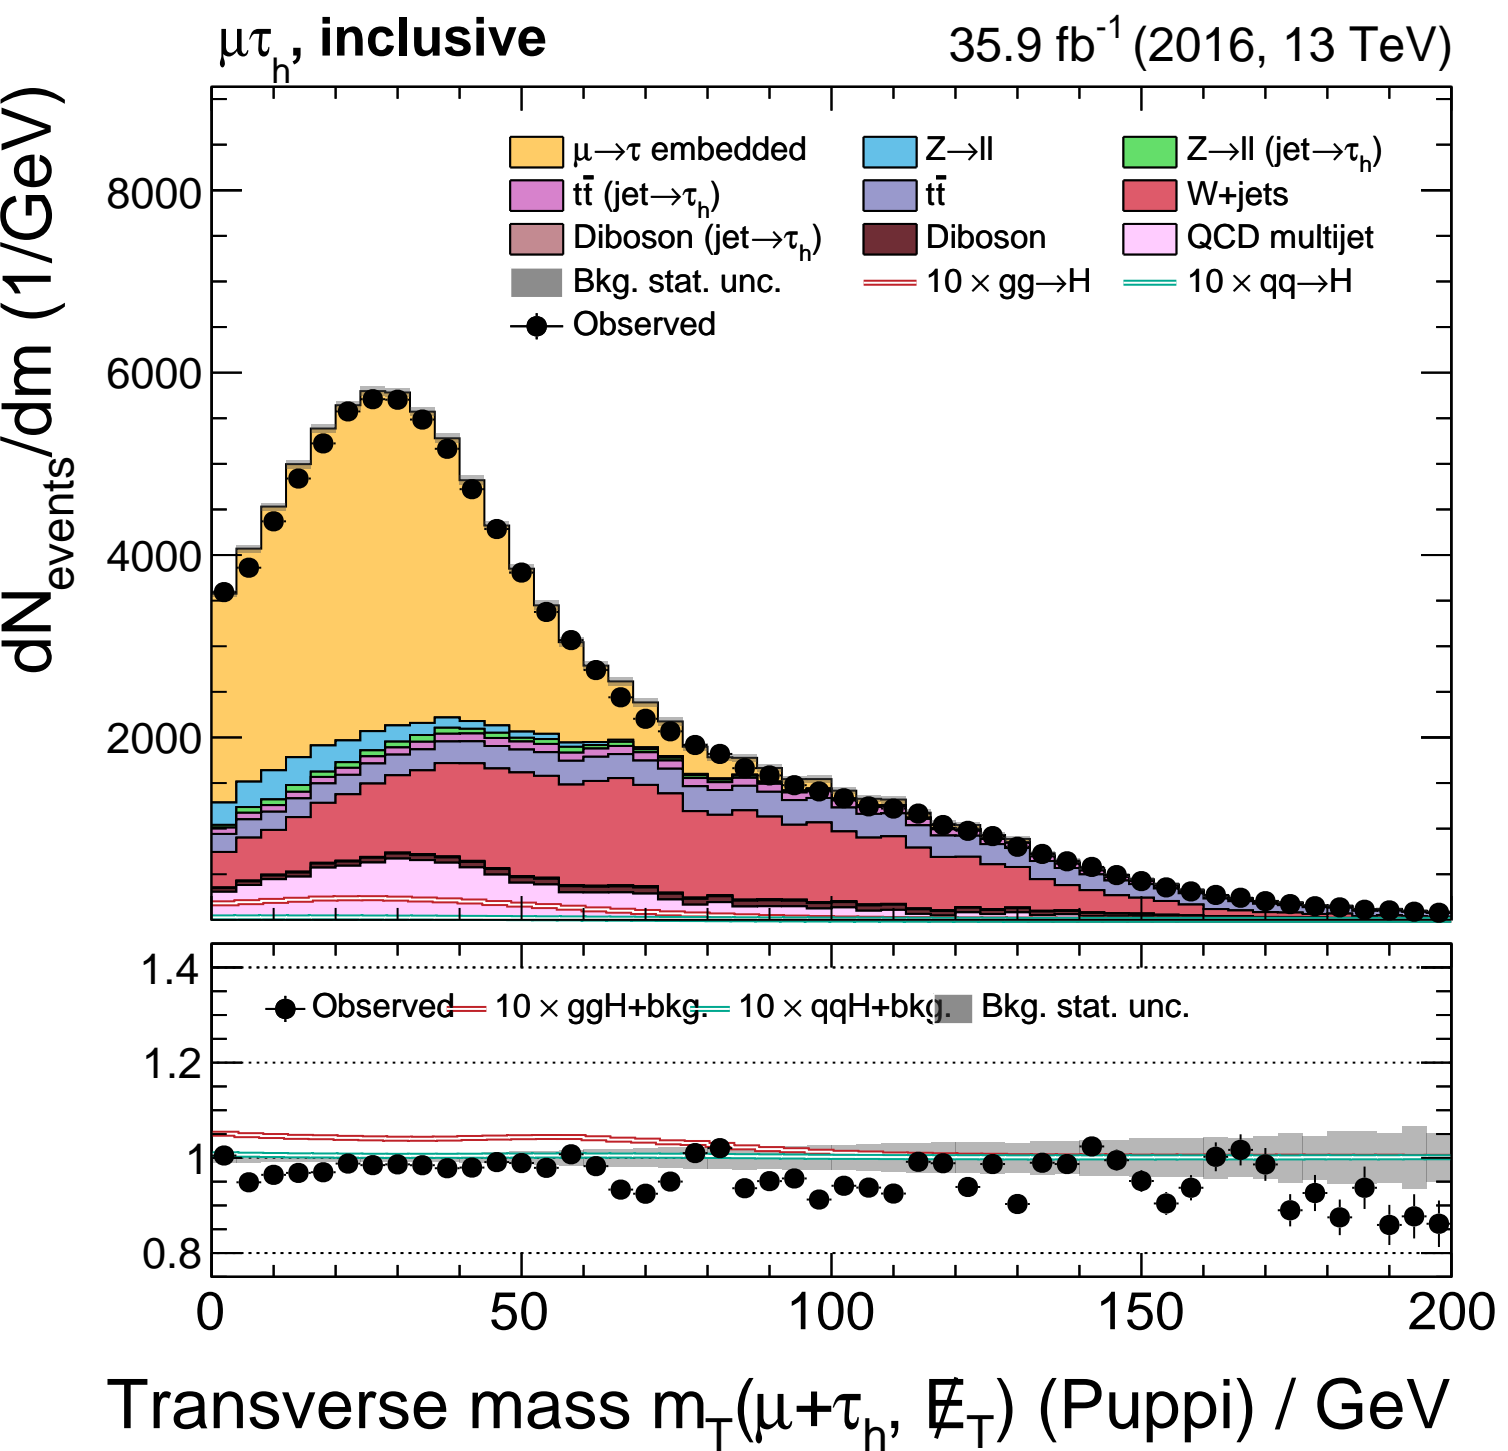 μτh, inclusive 35.9 fb-1 (2016, 13 TeV)
dNevents/dm (1/GeV)
μ→τ embedded Z→ll Z→ll (jet→τh)
tt̄ (jet→τh) tt̄ W+jets
Diboson (jet→τh) Diboson QCD multijet
Bkg. stat. unc. 10 × gg→H 10 × qq→H
Observed
8000
6000
4000
2000
1.4
Observed 10 × ggH+bkg. 10 × qqH+bkg. Bkg. stat. unc.
1.2
1
0.8
0 50 100 150 200
Transverse mass mT(μ+τh, E̸T) (Puppi) / GeV